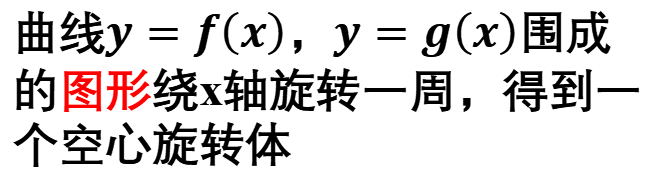 曲线y = f(x)，y = g(x)围成
的图形绕x轴旋转一周，得到一
个空心旋转体